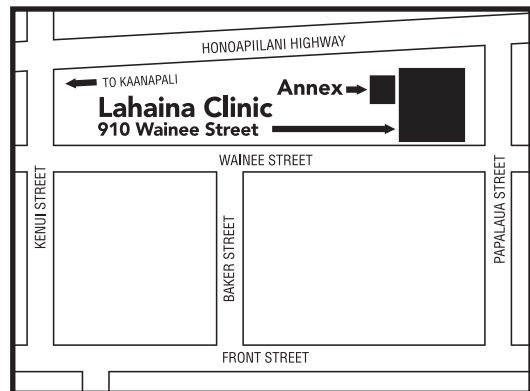 HONOAPIILANI HIGHWAY
TO KAANAPALI
Annex
Lahaina Clinic
910 Wainee Street
WAINEE STREET
KENUI STREET
BAKER STREET
PAPALAUA STREET
FRONT STREET